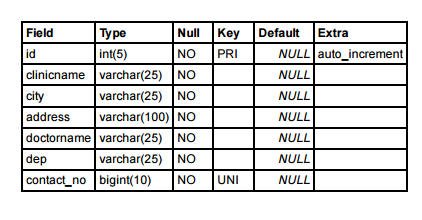 Field Type Null Key Default Extra
id int(5) NO PRI NULL auto_increment
clinicname varchar(25) NO NULL
city varchar(25) NO NULL
address varchar(100) NO NULL
doctorname varchar(25) NO NULL
dep varchar(25) NO NULL
contact_no bigint(10) NO UNI NULL